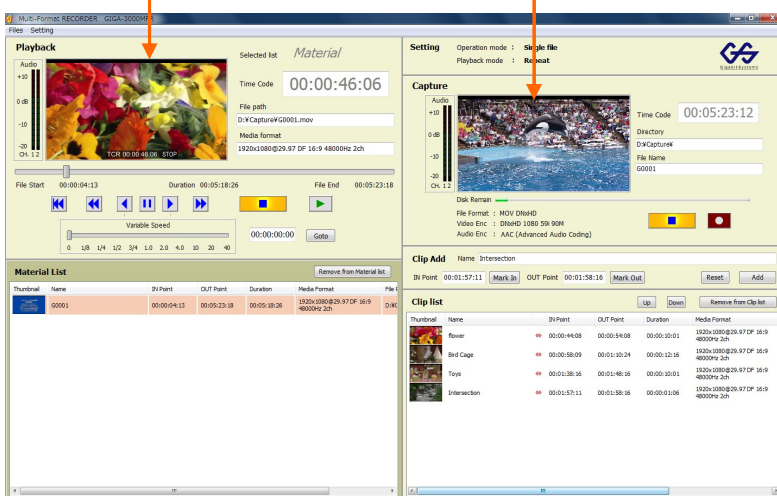 Multi-Format RECORDER GIGA-3000MFR
Files Setting
Playback
Audio
+10
0 dB
-10
-20
CH. 1 2
TCR 00:00:46:06 STOP
Selected list Material
Time Code 00:00:46:06
File path
D:¥Capture¥G0001.mov
Media format
1920x1080@29.97 DF 16:9 48000Hz 2ch
File Start 00:00:04:13 Duration 00:05:18:26 File End 00:05:23:18
Variable Speed
0 1/8 1/4 1/2 3/4 1.0 2.0 4.0 10 20 40
00:00:00:00 Goto
Material List Remove from Material list
Thumbnail Name IN Point OUT Point Duration Media Format File
G0001 00:00:04:13 00:05:23:18 00:05:18:26 1920x1080@29.97 DF 16:9
48000Hz 2ch
Setting Operation mode : Single file
Playback mode : Repeat
GigabitSystems
Capture
Audio
+10
0 dB
-10
-20
CH. 1 2
Time Code 00:05:23:12
Directory
D:¥Capture¥
File Name
G0001
Disk Remain
File Format : MOV DNxHD
Video Enc : DNxHD 1080 59i 90M
Audio Enc : AAC (Advanced Audio Coding)
Clip Add Name Intersection
IN Point 00:01:57:11 Mark In OUT Point 00:01:58:16 Mark Out Reset Add
Clip list Up Down Remove from Clip list
Thumbnail Name IN Point OUT Point Duration Media Format
flower 00:00:44:08 00:00:54:08 00:00:10:01 1920x1080@29.97 DF 16:9
48000Hz 2ch
Bird Cage 00:00:58:09 00:01:10:24 00:00:12:16 1920x1080@29.97 DF 16:9
48000Hz 2ch
Toys 00:01:38:16 00:01:48:16 00:00:10:01 1920x1080@29.97 DF 16:9
48000Hz 2ch
Intersection 00:01:57:11 00:01:58:16 00:00:01:06 1920x1080@29.97 DF 16:9
48000Hz 2ch